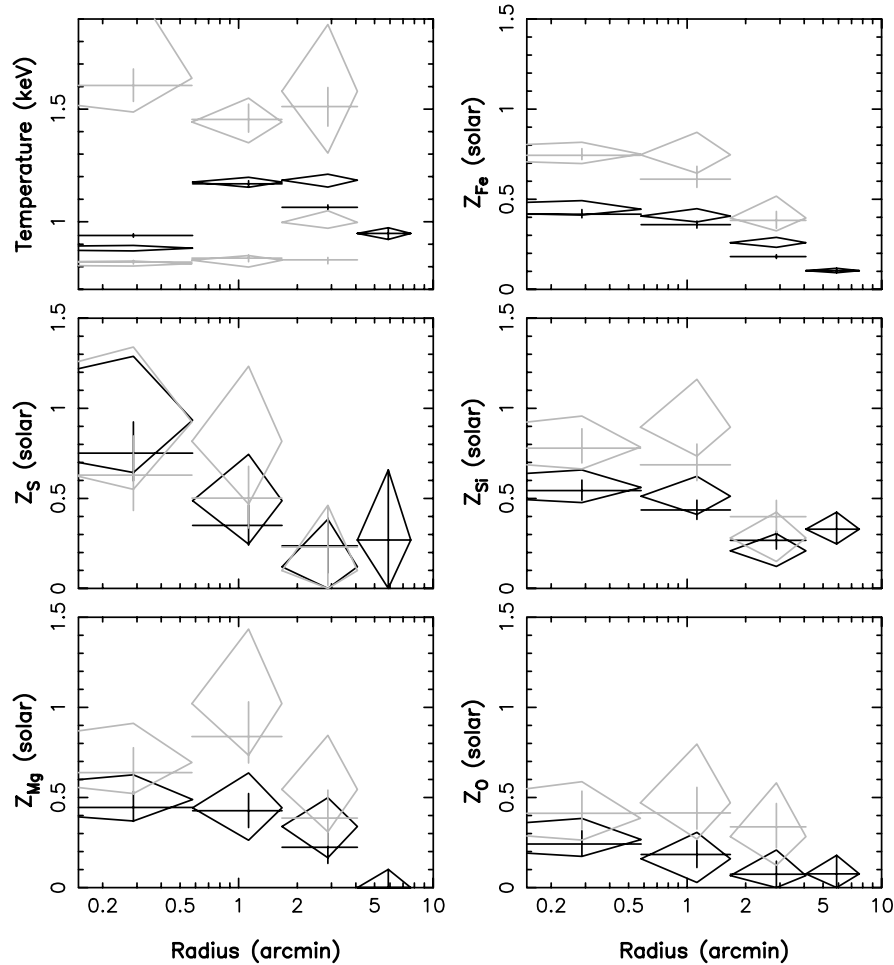 Temperature (keV)
1
1.5
Z_Fe (solar)
0
0.5
1
1.5
Z_S (solar)
0
0.5
1
1.5
Z_Si (solar)
0
0.5
1
1.5
Z_Mg (solar)
0
0.5
1
1.5
Z_O (solar)
0
0.5
1
1.5
0.2 0.5 1 2 5 10
0.2 0.5 1 2 5 10
Radius (arcmin)
Radius (arcmin)